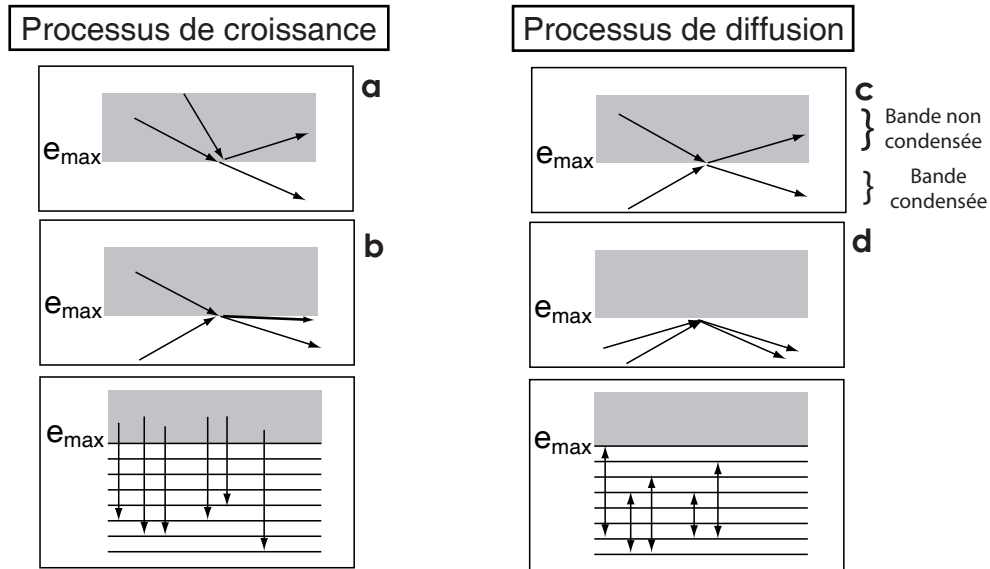 Processus de croissance
a
e_max
b
e_max
e_max
Processus de diffusion
c
e_max
} Bande non
condensée
} Bande
condensée
d
e_max
e_max